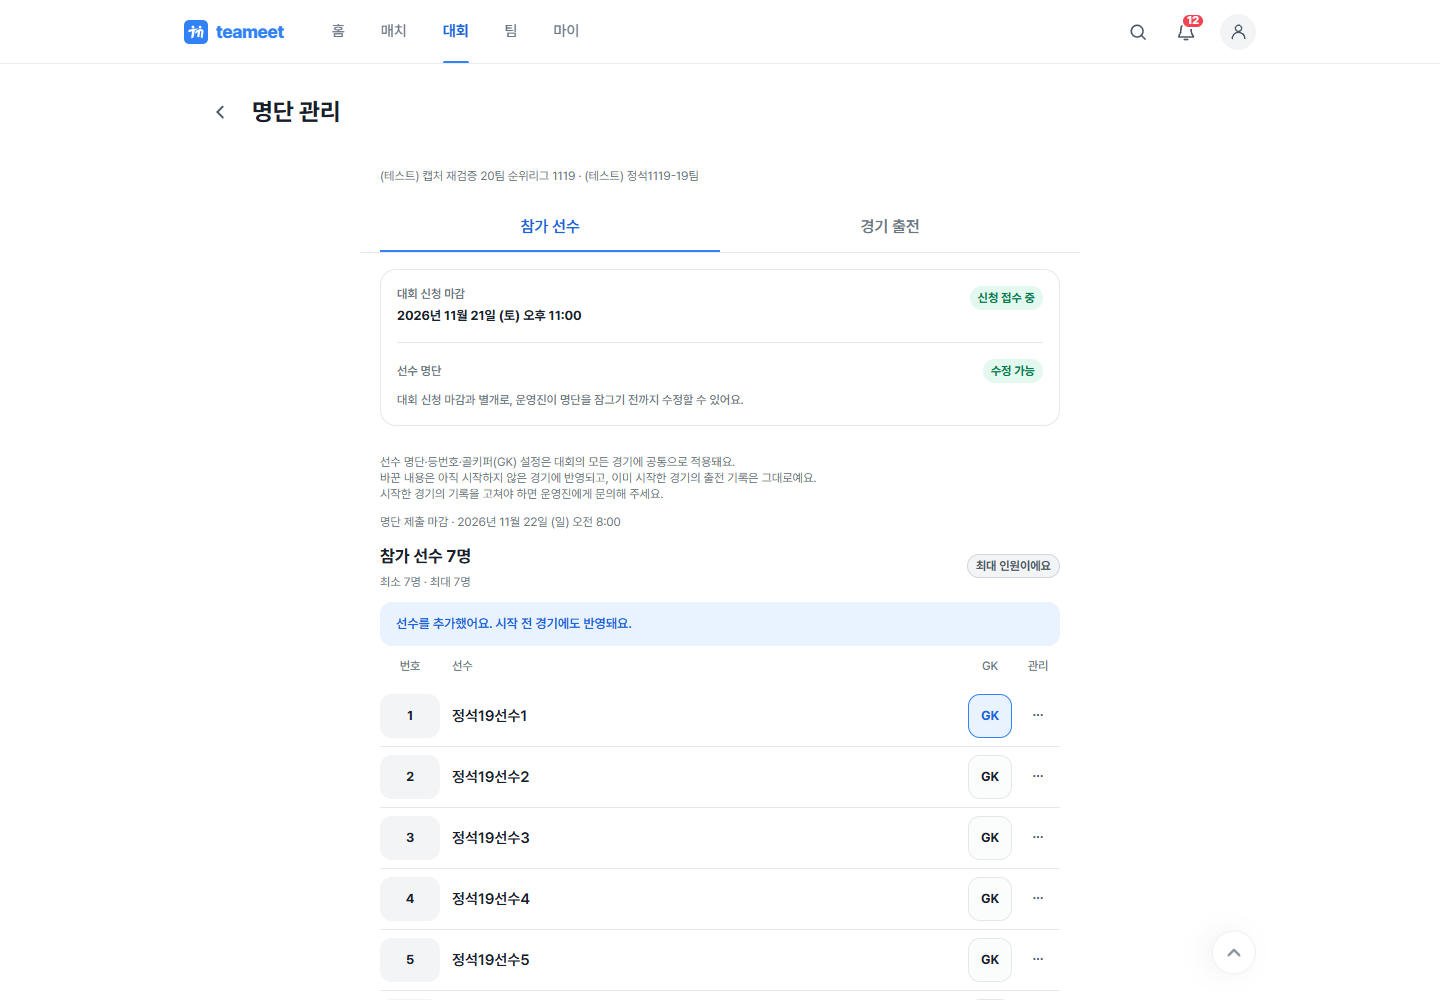 teameet
홈
매치
대회
팀
마이
12
명단 관리
(테스트) 캡처 재검증 20팀 순위리그 1119 · (테스트) 정석1119-19팀
참가 선수
경기 출전
대회 신청 마감
신청 접수 중
2026년 11월 21일 (토) 오후 11:00
선수 명단
수정 가능
대회 신청 마감과 별개로, 운영진이 명단을 잠그기 전까지 수정할 수 있어요.
선수 명단·등번호·골키퍼(GK) 설정은 대회의 모든 경기에 공통으로 적용돼요.
바꾼 내용은 아직 시작하지 않은 경기에 반영되고, 이미 시작한 경기의 출전 기록은 그대로예요.
시작한 경기의 기록을 고쳐야 하면 운영진에게 문의해 주세요.
명단 제출 마감 · 2026년 11월 22일 (일) 오전 8:00
참가 선수 7명
최대 인원이에요
최소 7명 · 최대 7명
선수를 추가했어요. 시작 전 경기에도 반영돼요.
번호 선수 GK 관리
1 정석19선수1 GK ···
2 정석19선수2 GK ···
3 정석19선수3 GK ···
4 정석19선수4 GK ···
5 정석19선수5 GK ···